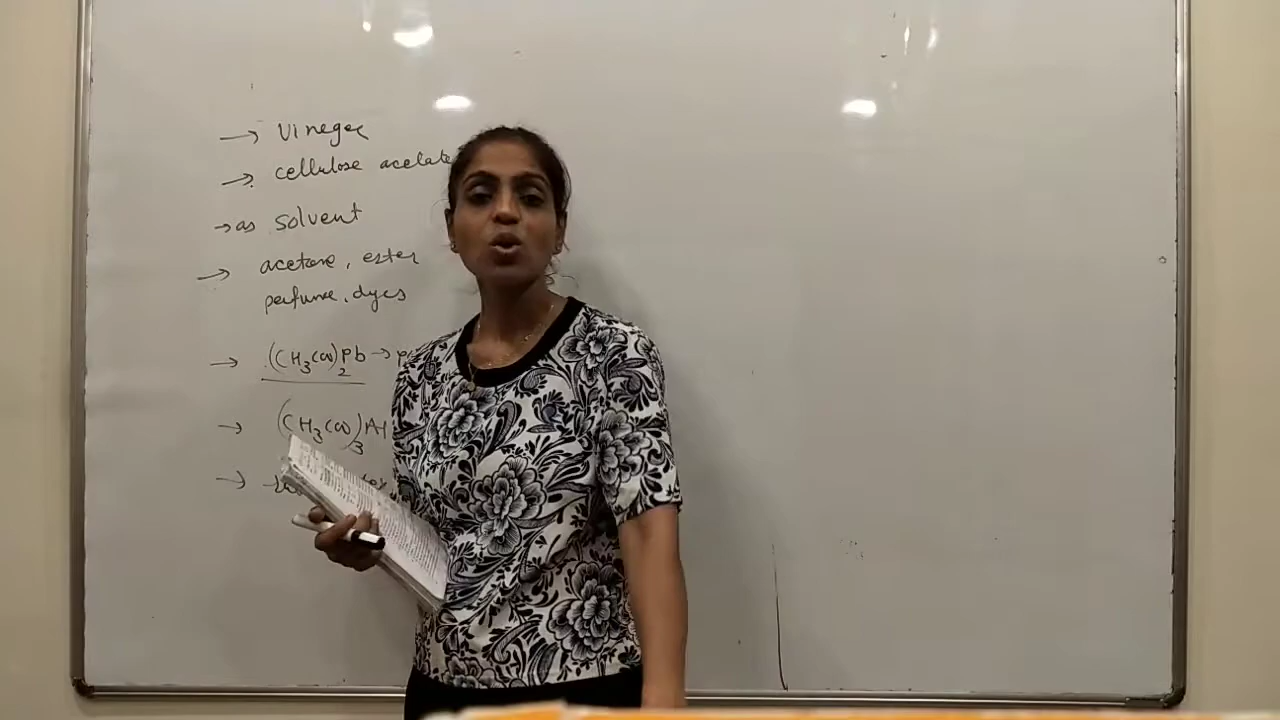 → Vinegar
→ cellulose acetate
→ as solvent
→ acetone, ester
perfume, dyes
→ (CH3COO)2Pb →
→ (CH3COO)3Al
→